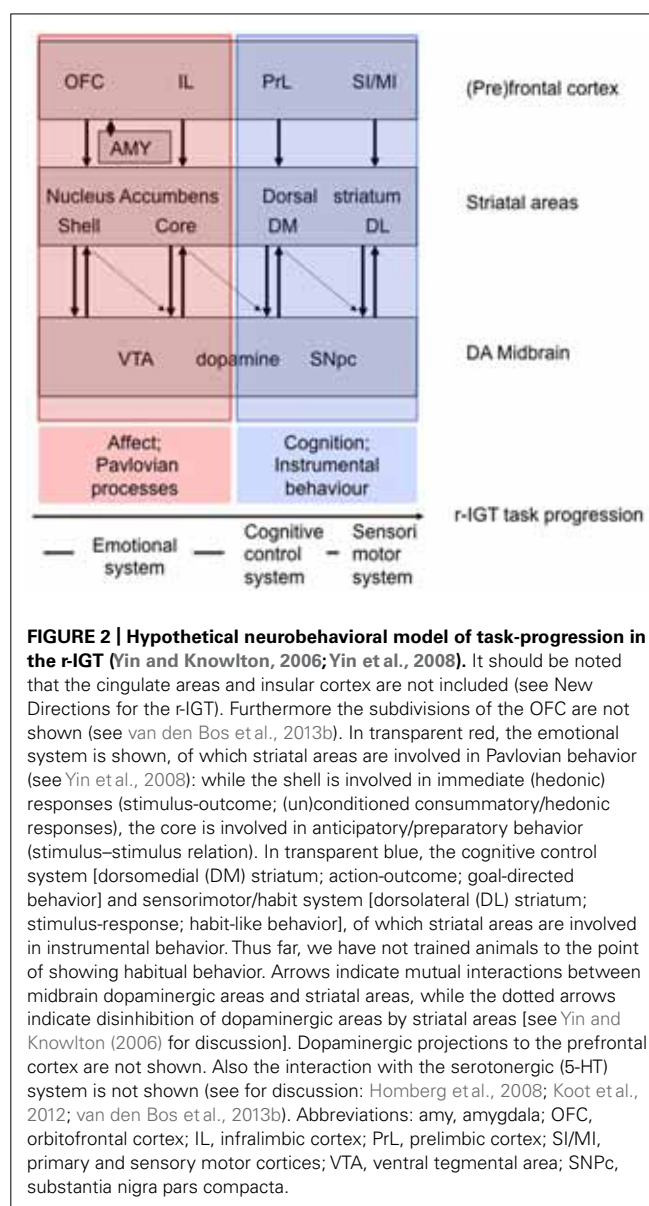 OFC IL PrL SI/MI (Pre)frontal cortex
AMY
Nucleus Accumbens Dorsal striatum Striatal areas
Shell Core DM DL
VTA dopamine SNpc DA Midbrain
Affect; Cognition;
Pavlovian Instrumental
processes behaviour
r-IGT task progression
Emotional system
Cognitive control system
Sensori motor system
FIGURE 2 | Hypothetical neurobehavioral model of task-progression in
the r-IGT (Yin and Knowlton, 2006; Yin et al., 2008). It should be noted
that the cingulate areas and insular cortex are not included (see New
Directions for the r-IGT). Furthermore the subdivisions of the OFC are not
shown (see van den Bos et al., 2013b). In transparent red, the emotional
system is shown, of which striatal areas are involved in Pavlovian behavior
(see Yin et al., 2008): while the shell is involved in immediate (hedonic)
responses (stimulus-outcome; (un)conditioned consummatory/hedonic
responses), the core is involved in anticipatory/preparatory behavior
(stimulus–stimulus relation). In transparent blue, the cognitive control
system [dorsomedial (DM) striatum; action-outcome; goal-directed
behavior] and sensorimotor/habit system [dorsolateral (DL) striatum;
stimulus-response; habit-like behavior], of which striatal areas are involved
in instrumental behavior. Thus far, we have not trained animals to the point
of showing habitual behavior. Arrows indicate mutual interactions between
midbrain dopaminergic areas and striatal areas, while the dotted arrows
indicate disinhibition of dopaminergic areas by striatal areas [see Yin and
Knowlton (2006) for discussion]. Dopaminergic projections to the prefrontal
cortex are not shown. Also the interaction with the serotonergic (5-HT)
system is not shown (see for discussion: Homberg et al., 2008; Koot et al.,
2012; van den Bos et al., 2013b). Abbreviations: amy, amygdala; OFC,
orbitofrontal cortex; IL, infralimbic cortex; PrL, prelimbic cortex; SI/MI,
primary and sensory motor cortices; VTA, ventral tegmental area; SNPc,
substantia nigra pars compacta.